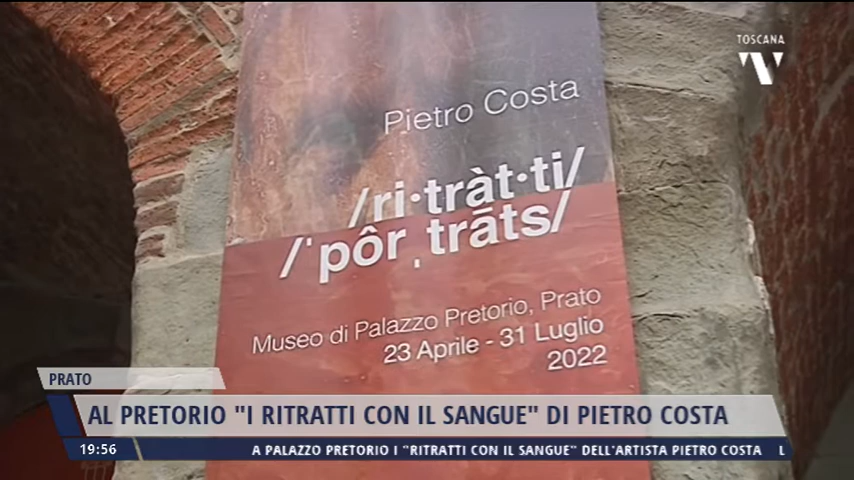 TOSCANA
TV
Pietro Costa
/ri·tràt·ti/
/ˈpôrˌtrāts/
Museo di Palazzo Pretorio, Prato
23 Aprile - 31 Luglio
2022
PRATO
AL PRETORIO "I RITRATTI CON IL SANGUE" DI PIETRO COSTA
19:56 A PALAZZO PRETORIO I "RITRATTI CON IL SANGUE" DELL'ARTISTA PIETRO COSTA L